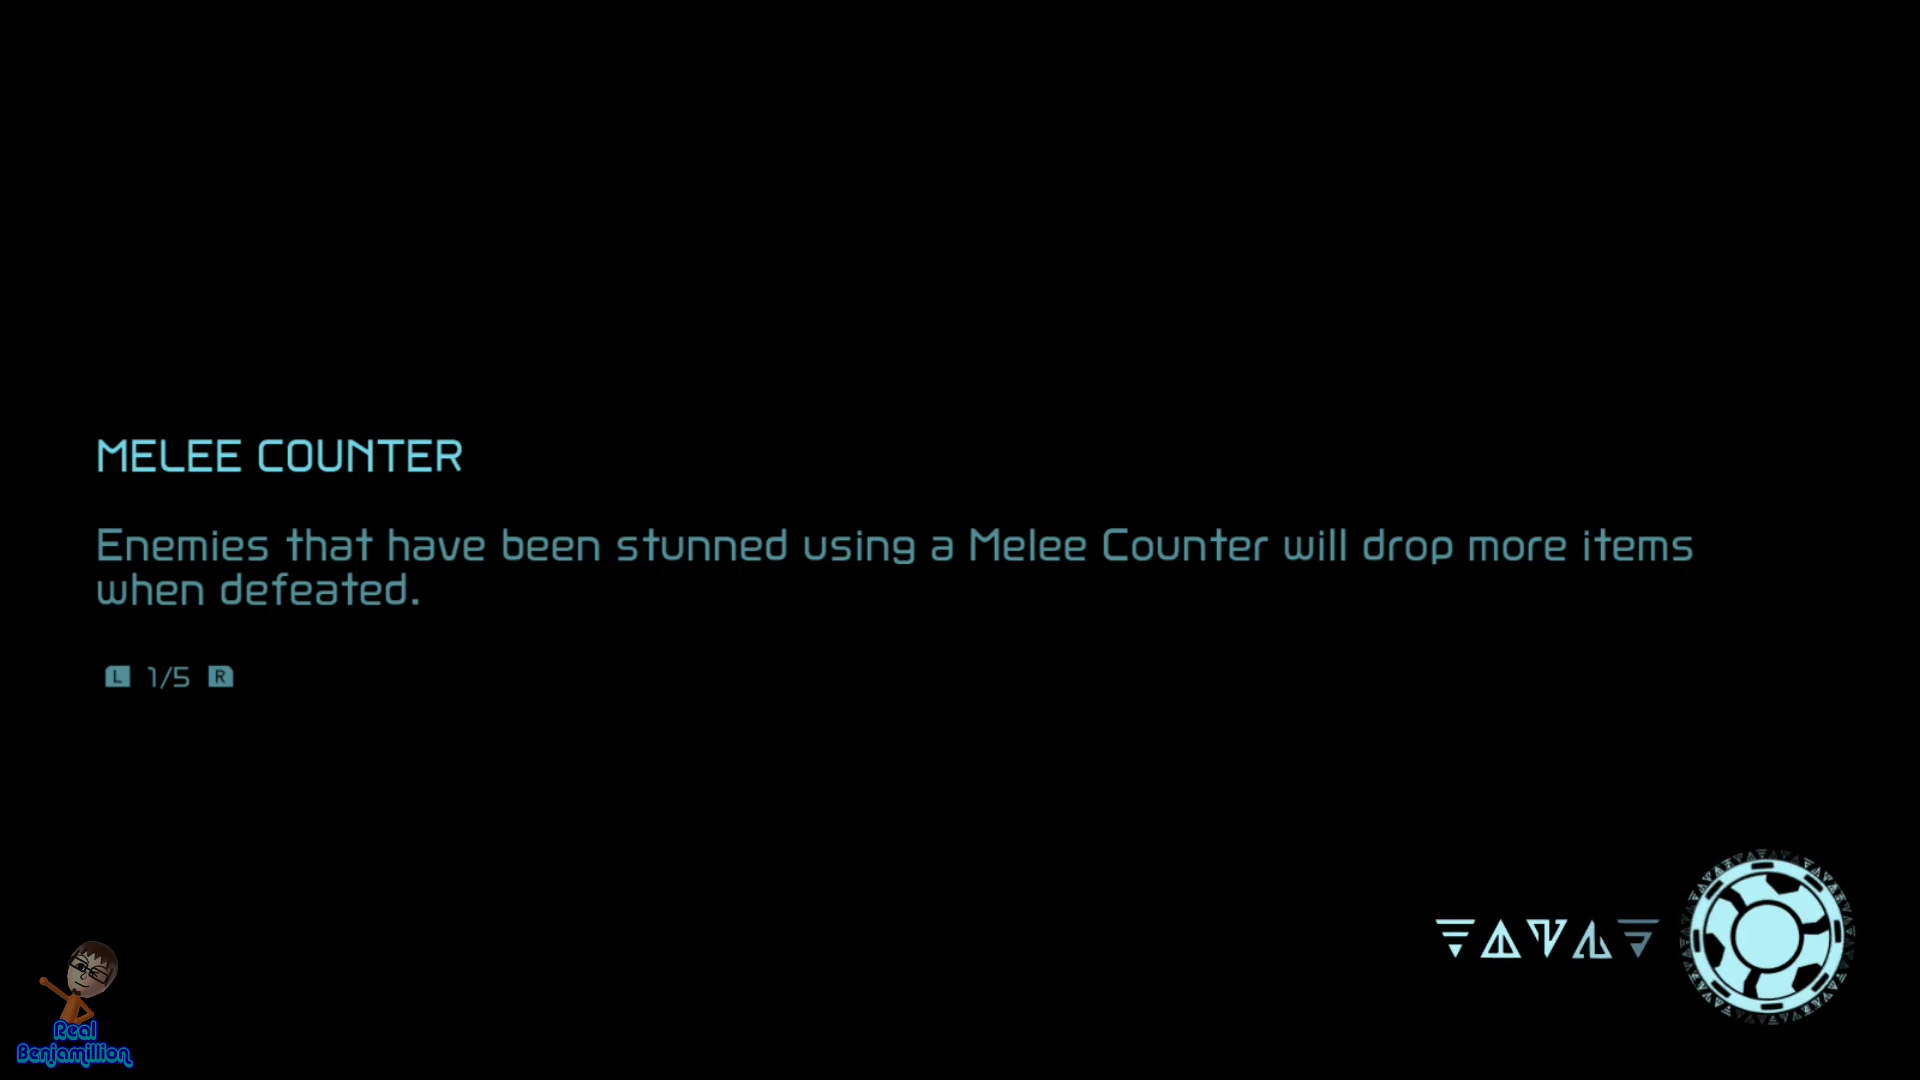 MELEE COUNTER
Enemies that have been stunned using a Melee Counter will drop more items
when defeated.
L 1/5 R
Real
Benjamillion